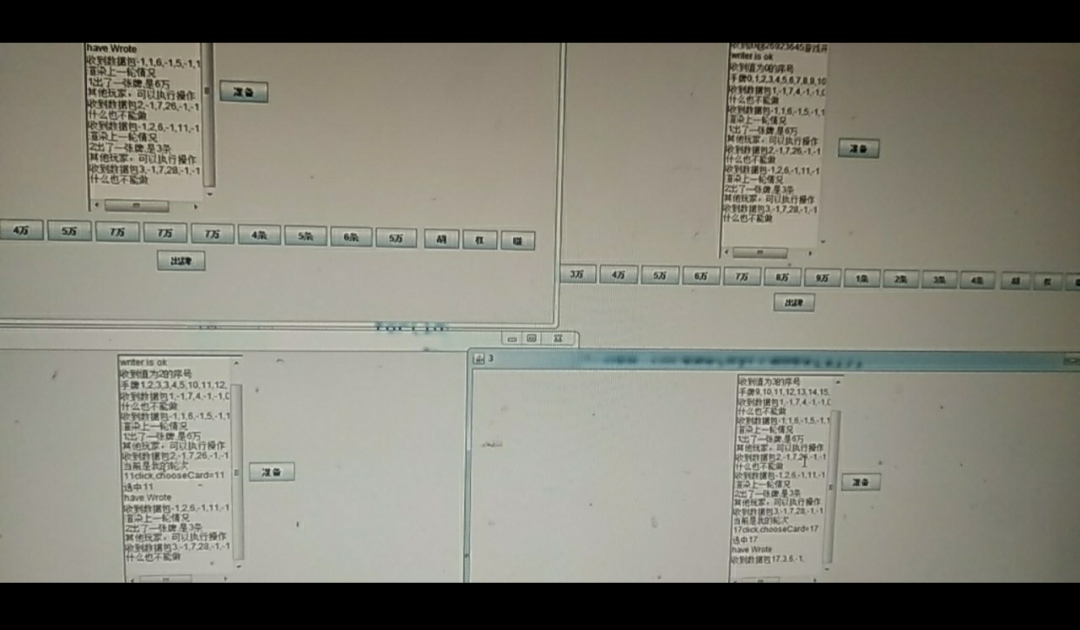 have Wrote
收到数据包-1,1,6,-1,5,-1,1
渲染上一轮情况
1出了一张牌,是6万
其他玩家，可以执行操作
收到数据包2,-1,7,26,-1,-1
什么也不能做
收到数据包-1,2,6,-1,11,-1
渲染上一轮情况
2出了一张牌,是3条
其他玩家，可以执行操作
收到数据包3,-1,7,28,-1,-1
什么也不能做
准备
4万 5万 7万 7万 7万 4条 5条 6条 5万 胡 杠 碰
出牌
writer is ok
收到值为0的序号
手牌0,1,2,3,4,5,6,7,8,9,10
收到数据包1,-1,7,4,-1,-1,0
什么也不能做
收到数据包-1,1,6,-1,5,-1,1
渲染上一轮情况
1出了一张牌,是6万
其他玩家，可以执行操作
收到数据包2,-1,7,26,-1,-1
什么也不能做
收到数据包-1,2,6,-1,11,-1
渲染上一轮情况
2出了一张牌,是3条
其他玩家，可以执行操作
收到数据包3,-1,7,28,-1,-1
什么也不能做
准备
3万 4万 5万 6万 7万 8万 9万 1条 2条 3条 4条 胡 杠
出牌
writer is ok
收到值为2的序号
手牌1,2,3,3,4,5,10,11,12,
收到数据包1,-1,7,4,-1,-1,0
什么也不能做
收到数据包-1,1,6,-1,5,-1,1
渲染上一轮情况
1出了一张牌,是6万
其他玩家，可以执行操作
收到数据包2,-1,7,26,-1,-1
当前是我的轮次
11click,chooseCard=11
选中11
have Wrote
收到数据包-1,2,6,-1,11,-1
渲染上一轮情况
2出了一张牌,是3条
其他玩家，可以执行操作
收到数据包3,-1,7,28,-1,-1
什么也不能做
准备
3
收到值为3的序号
手牌9,10,11,12,13,14,15,
收到数据包1,-1,7,4,-1,-1,0
什么也不能做
收到数据包-1,1,6,-1,5,-1,1
渲染上一轮情况
1出了一张牌,是6万
其他玩家，可以执行操作
收到数据包2,-1,7,26,-1,-1
什么也不能做
收到数据包-1,2,6,-1,11,-1
渲染上一轮情况
2出了一张牌,是3条
其他玩家，可以执行操作
收到数据包3,-1,7,28,-1,-1
当前是我的轮次
17click,chooseCard=17
选中17
have Wrote
收到数据包17,3,6,-1,
准备